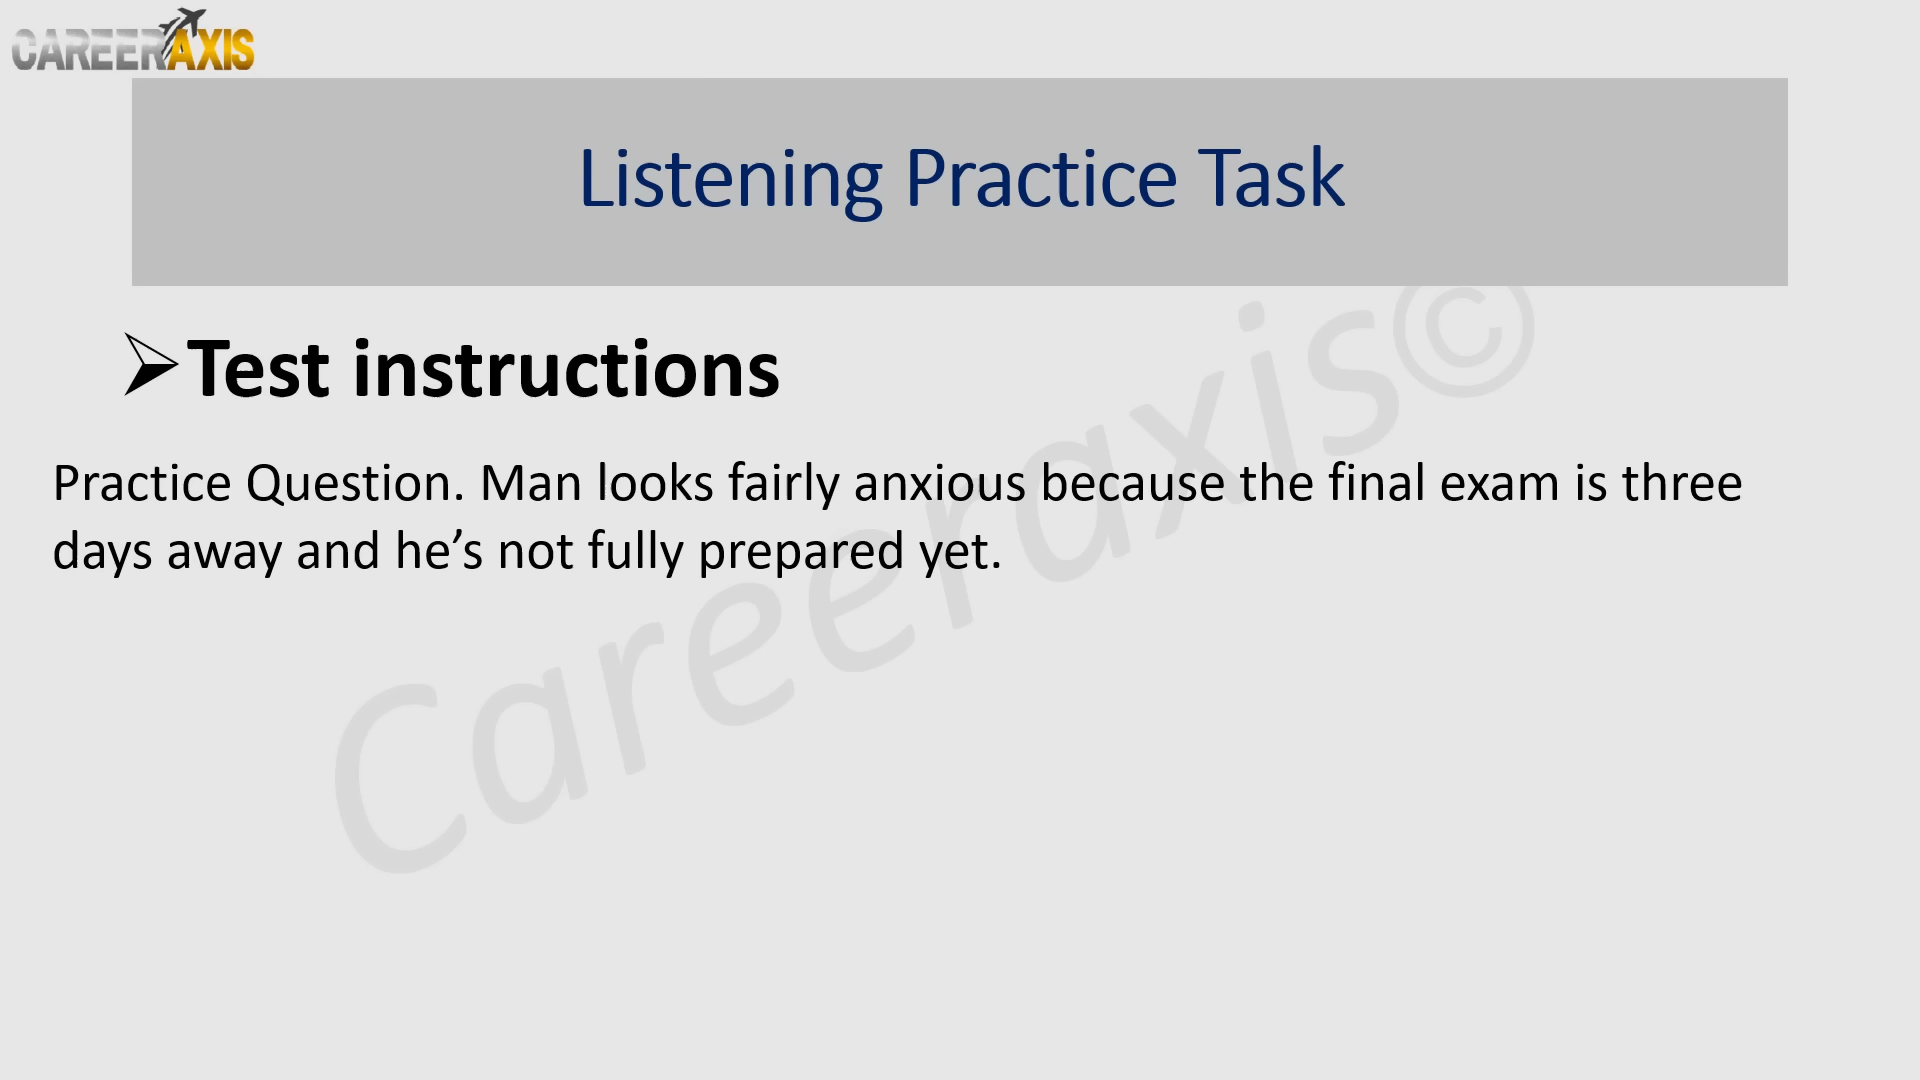 CAREERAXIS
Listening Practice Task
➢Test instructions
Practice Question. Man looks fairly anxious because the final exam is three
days away and he’s not fully prepared yet.
Careeraxis©